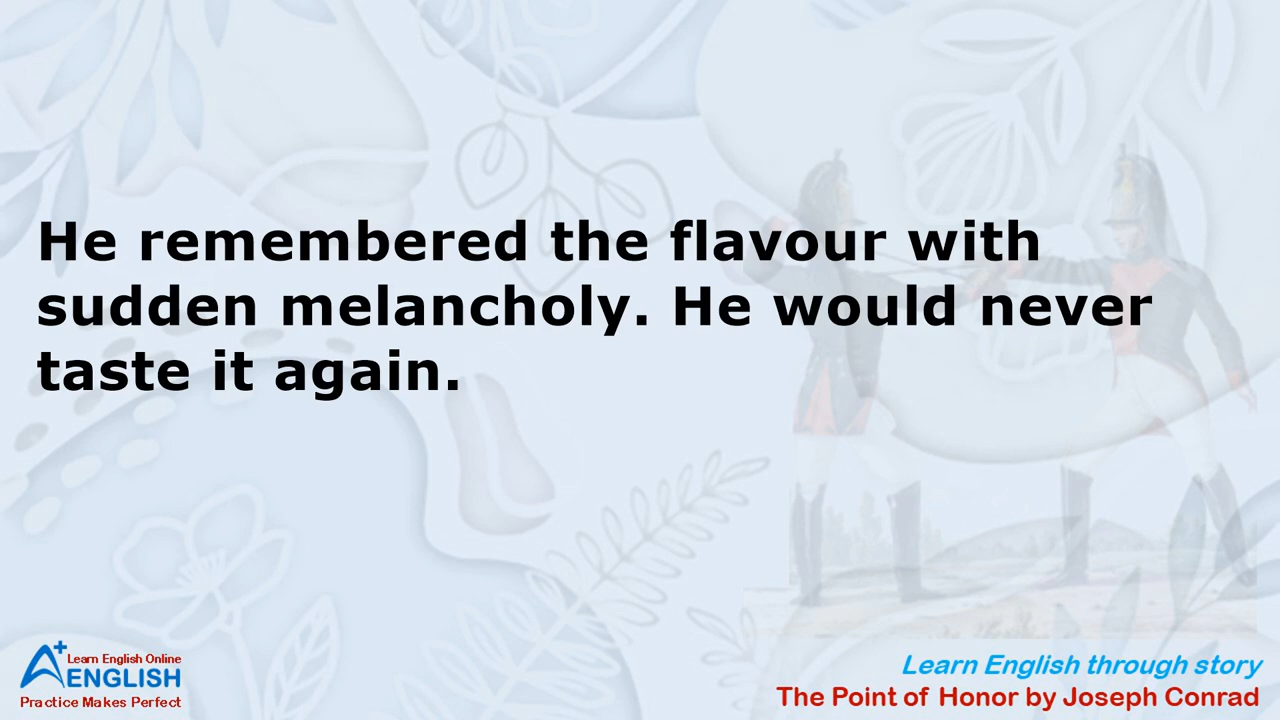 He remembered the flavour with
sudden melancholy. He would never
taste it again.
A+ Learn English Online
ENGLISH
Practice Makes Perfect
Learn English through story
The Point of Honor by Joseph Conrad